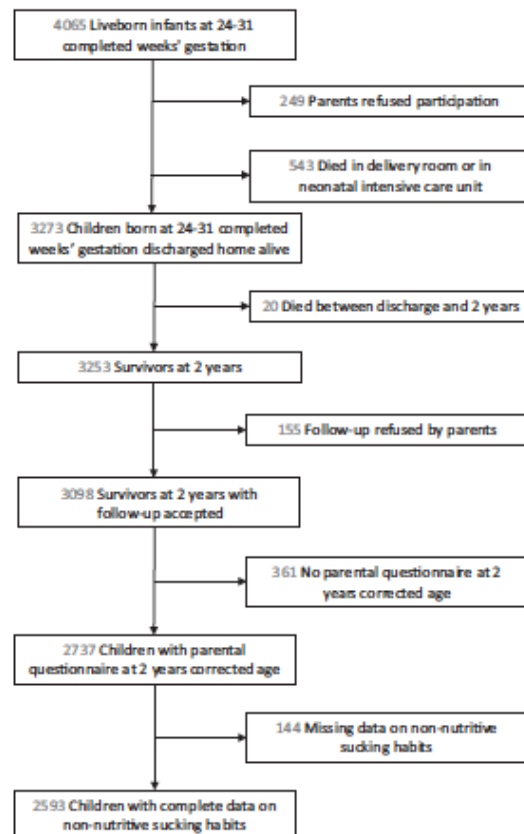 4065 Liveborn infants at 24-31
completed weeks' gestation
249 Parents refused participation
543 Died in delivery room or in
neonatal intensive care unit
3273 Children born at 24-31 completed
weeks' gestation discharged home alive
20 Died between discharge and 2 years
3253 Survivors at 2 years
155 Follow-up refused by parents
3098 Survivors at 2 years with
follow-up accepted
361 No parental questionnaire at 2
years corrected age
2737 Children with parental
questionnaire at 2 years corrected age
144 Missing data on non-nutritive
sucking habits
2593 Children with complete data on
non-nutritive sucking habits